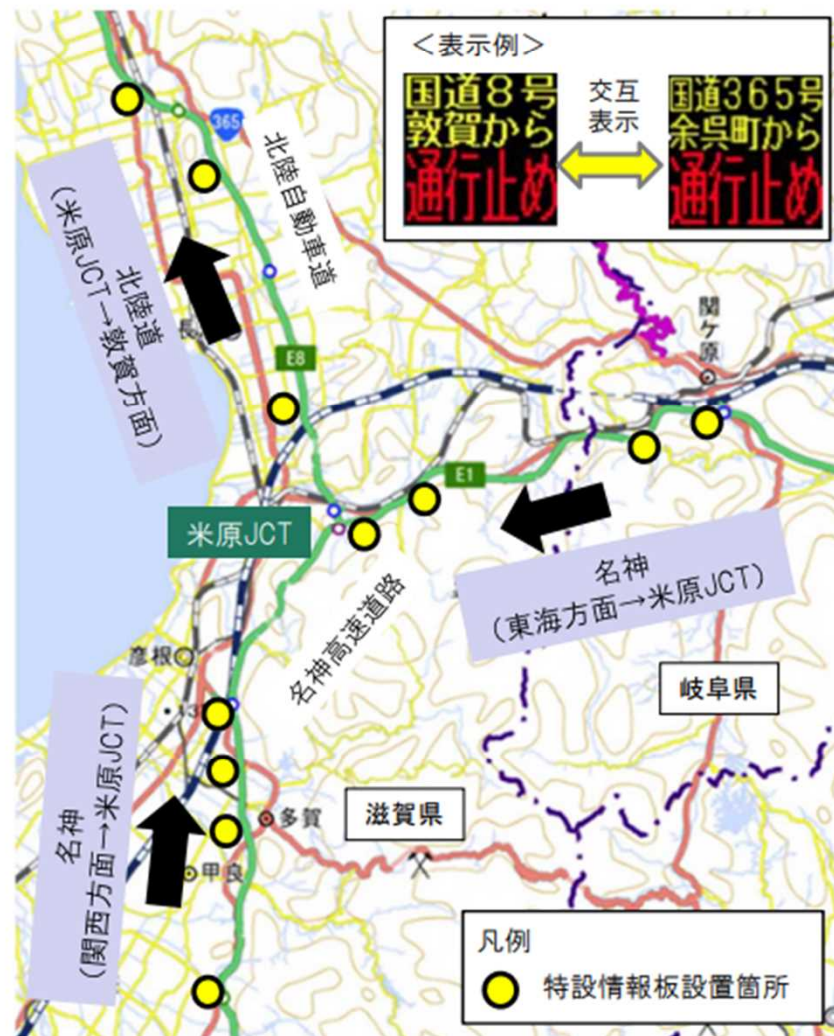 <表示例>
国道8号
敦賀から
通行止め
交互
表示
国道365号
余呉町から
通行止め
365
北陸自動車道
北陸道
(米原JCT→敦賀方面)
長
E8
関ケ原
E1
米原JCT
名神
(東海方面→米原JCT)
名神高速道路
彦根
岐阜県
名神
(関西方面→米原JCT)
多賀
滋賀県
甲良
凡例
特設情報板設置箇所